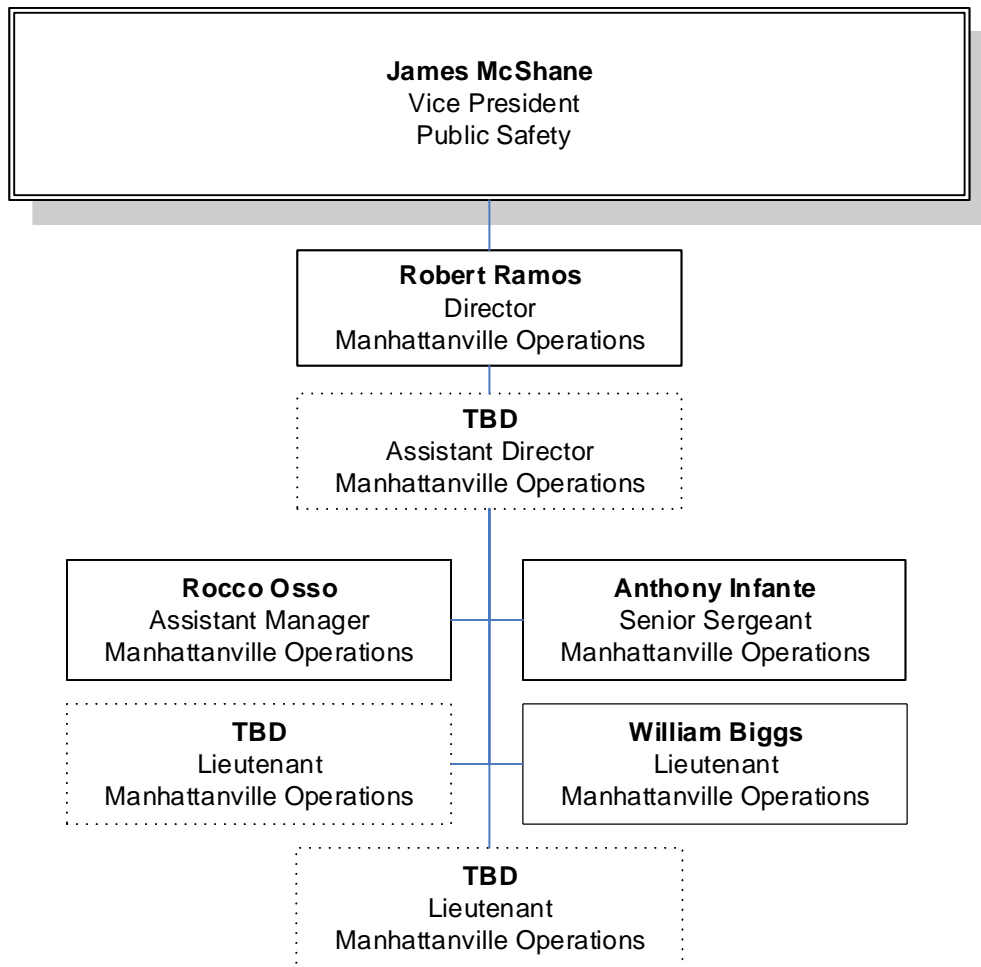 James McShane
Vice President
Public Safety
Robert Ramos
Director
Manhattanville Operations
TBD
Assistant Director
Manhattanville Operations
Rocco Osso
Assistant Manager
Manhattanville Operations
Anthony Infante
Senior Sergeant
Manhattanville Operations
TBD
Lieutenant
Manhattanville Operations
William Biggs
Lieutenant
Manhattanville Operations
TBD
Lieutenant
Manhattanville Operations